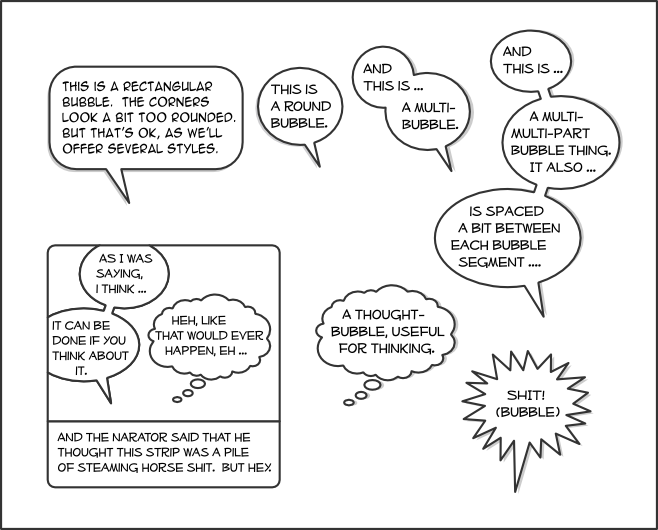 THIS IS A RECTANGULAR
BUBBLE. THE CORNERS
LOOK A BIT TOO ROUNDED.
BUT THAT'S OK, AS WE'LL
OFFER SEVERAL STYLES.
THIS IS
A ROUND
BUBBLE.
AND
THIS IS ...
A MULTI-
BUBBLE.
AND
THIS IS ...
A MULTI-
MULTI-PART
BUBBLE THING.
IT ALSO ...
IS SPACED
A BIT BETWEEN
EACH BUBBLE
SEGMENT ....
AS I WAS
SAYING,
I THINK ...
IT CAN BE
DONE IF YOU
THINK ABOUT
IT.
HEH, LIKE
THAT WOULD EVER
HAPPEN, EH ...
AND THE NARATOR SAID THAT HE
THOUGHT THIS STRIP WAS A PILE
OF STEAMING HORSE SHIT. BUT HEY,
A THOUGHT-
BUBBLE, USEFUL
FOR THINKING.
SHIT!
(BUBBLE)